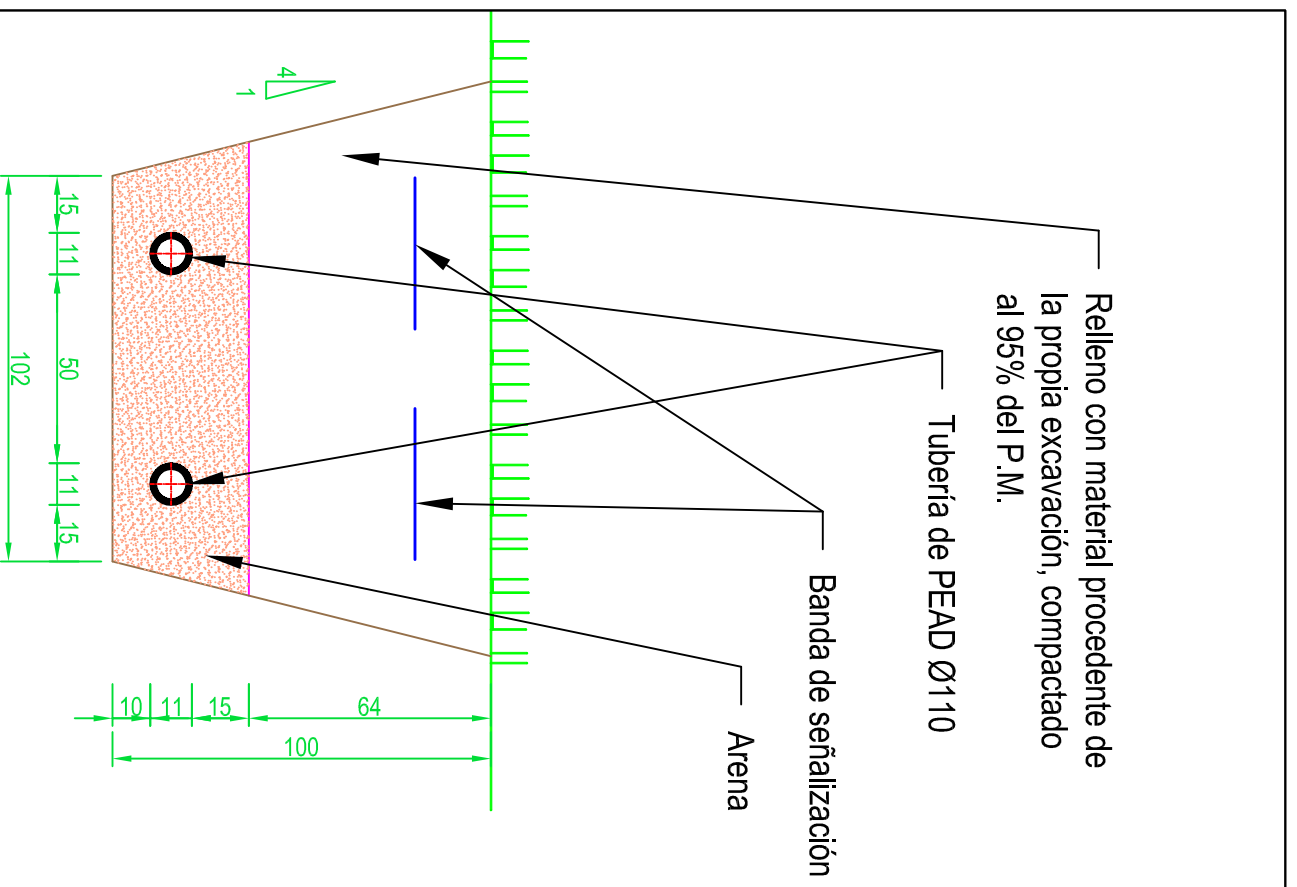 Relleno con material procedente de
la propia excavación, compactado
al 95% del P.M.
Tubería de PEAD Ø110
Banda de señalización
Arena
4
1
15
11
50
11
15
102
10
11
15
64
100